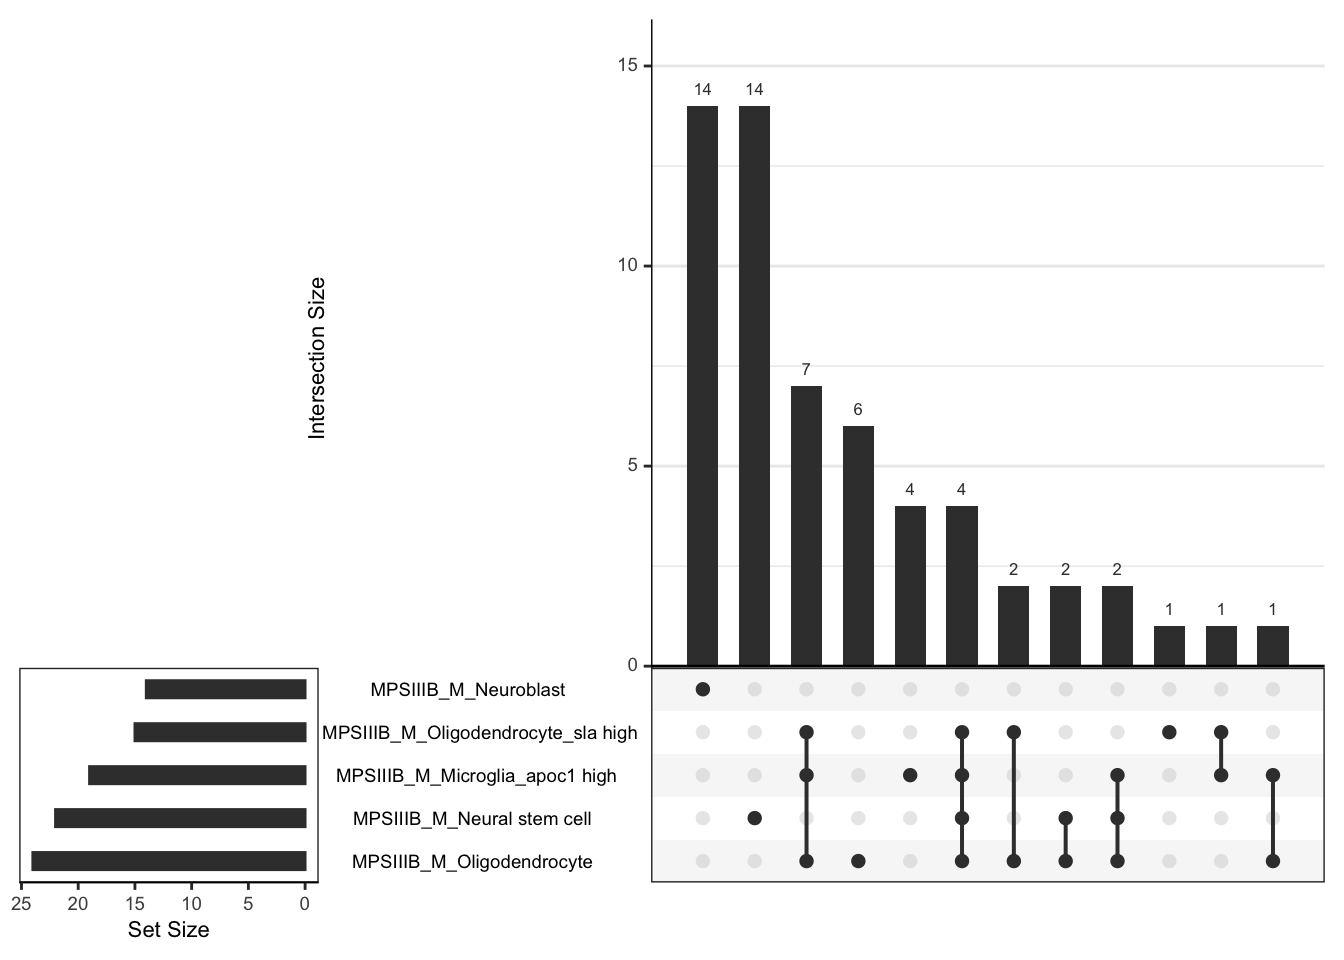 15
10
5
0
Intersection Size
14
14
7
6
4
4
2
2
2
1
1
1
MPSIIIB_M_Neuroblast
MPSIIIB_M_Oligodendrocyte_sla high
MPSIIIB_M_Microglia_apoc1 high
MPSIIIB_M_Neural stem cell
MPSIIIB_M_Oligodendrocyte
25 20 15 10 5 0
Set Size